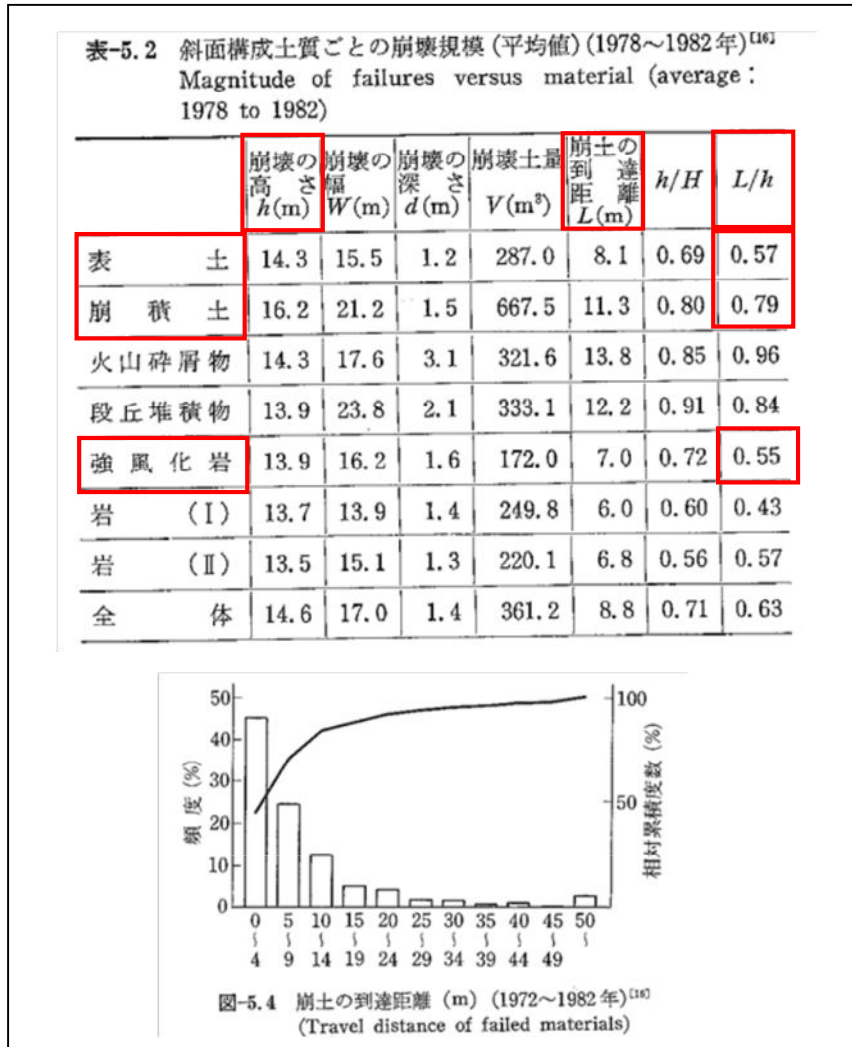 表-5.2 斜面構成土質ごとの崩壊規模(平均値)(1978~1982年)[16]
Magnitude of failures versus material (average:
1978 to 1982)
崩壊の高さ h(m) 崩壊の幅 W(m) 崩壊の深さ d(m) 崩壊土量 V(m³) 崩土の到達距離 L(m) h/H L/h
表土 14.3 15.5 1.2 287.0 8.1 0.69 0.57
崩積土 16.2 21.2 1.5 667.5 11.3 0.80 0.79
火山砕屑物 14.3 17.6 3.1 321.6 13.8 0.85 0.96
段丘堆積物 13.9 23.8 2.1 333.1 12.2 0.91 0.84
強風化岩 13.9 16.2 1.6 172.0 7.0 0.72 0.55
岩(I) 13.7 13.9 1.4 249.8 6.0 0.60 0.43
岩(II) 13.5 15.1 1.3 220.1 6.8 0.56 0.57
全体 14.6 17.0 1.4 361.2 8.8 0.71 0.63
頻度(%)
50
40
30
20
10
0
100
50
相対累積度数(%)
0 5 10 15 20 25 30 35 40 45 50
~ ~ ~ ~ ~ ~ ~ ~ ~ ~ ~
4 9 14 19 24 29 34 39 44 49
図-5.4 崩土の到達距離(m)(1972~1982年)[16]
(Travel distance of failed materials)